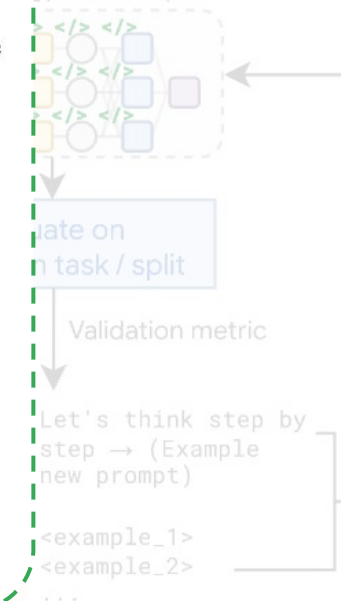 </> </>
</> </>
</> </>
uate on
n task / split
Validation metric
Let's think step by
step → (Example
new prompt)
<example_1>
<example_2>